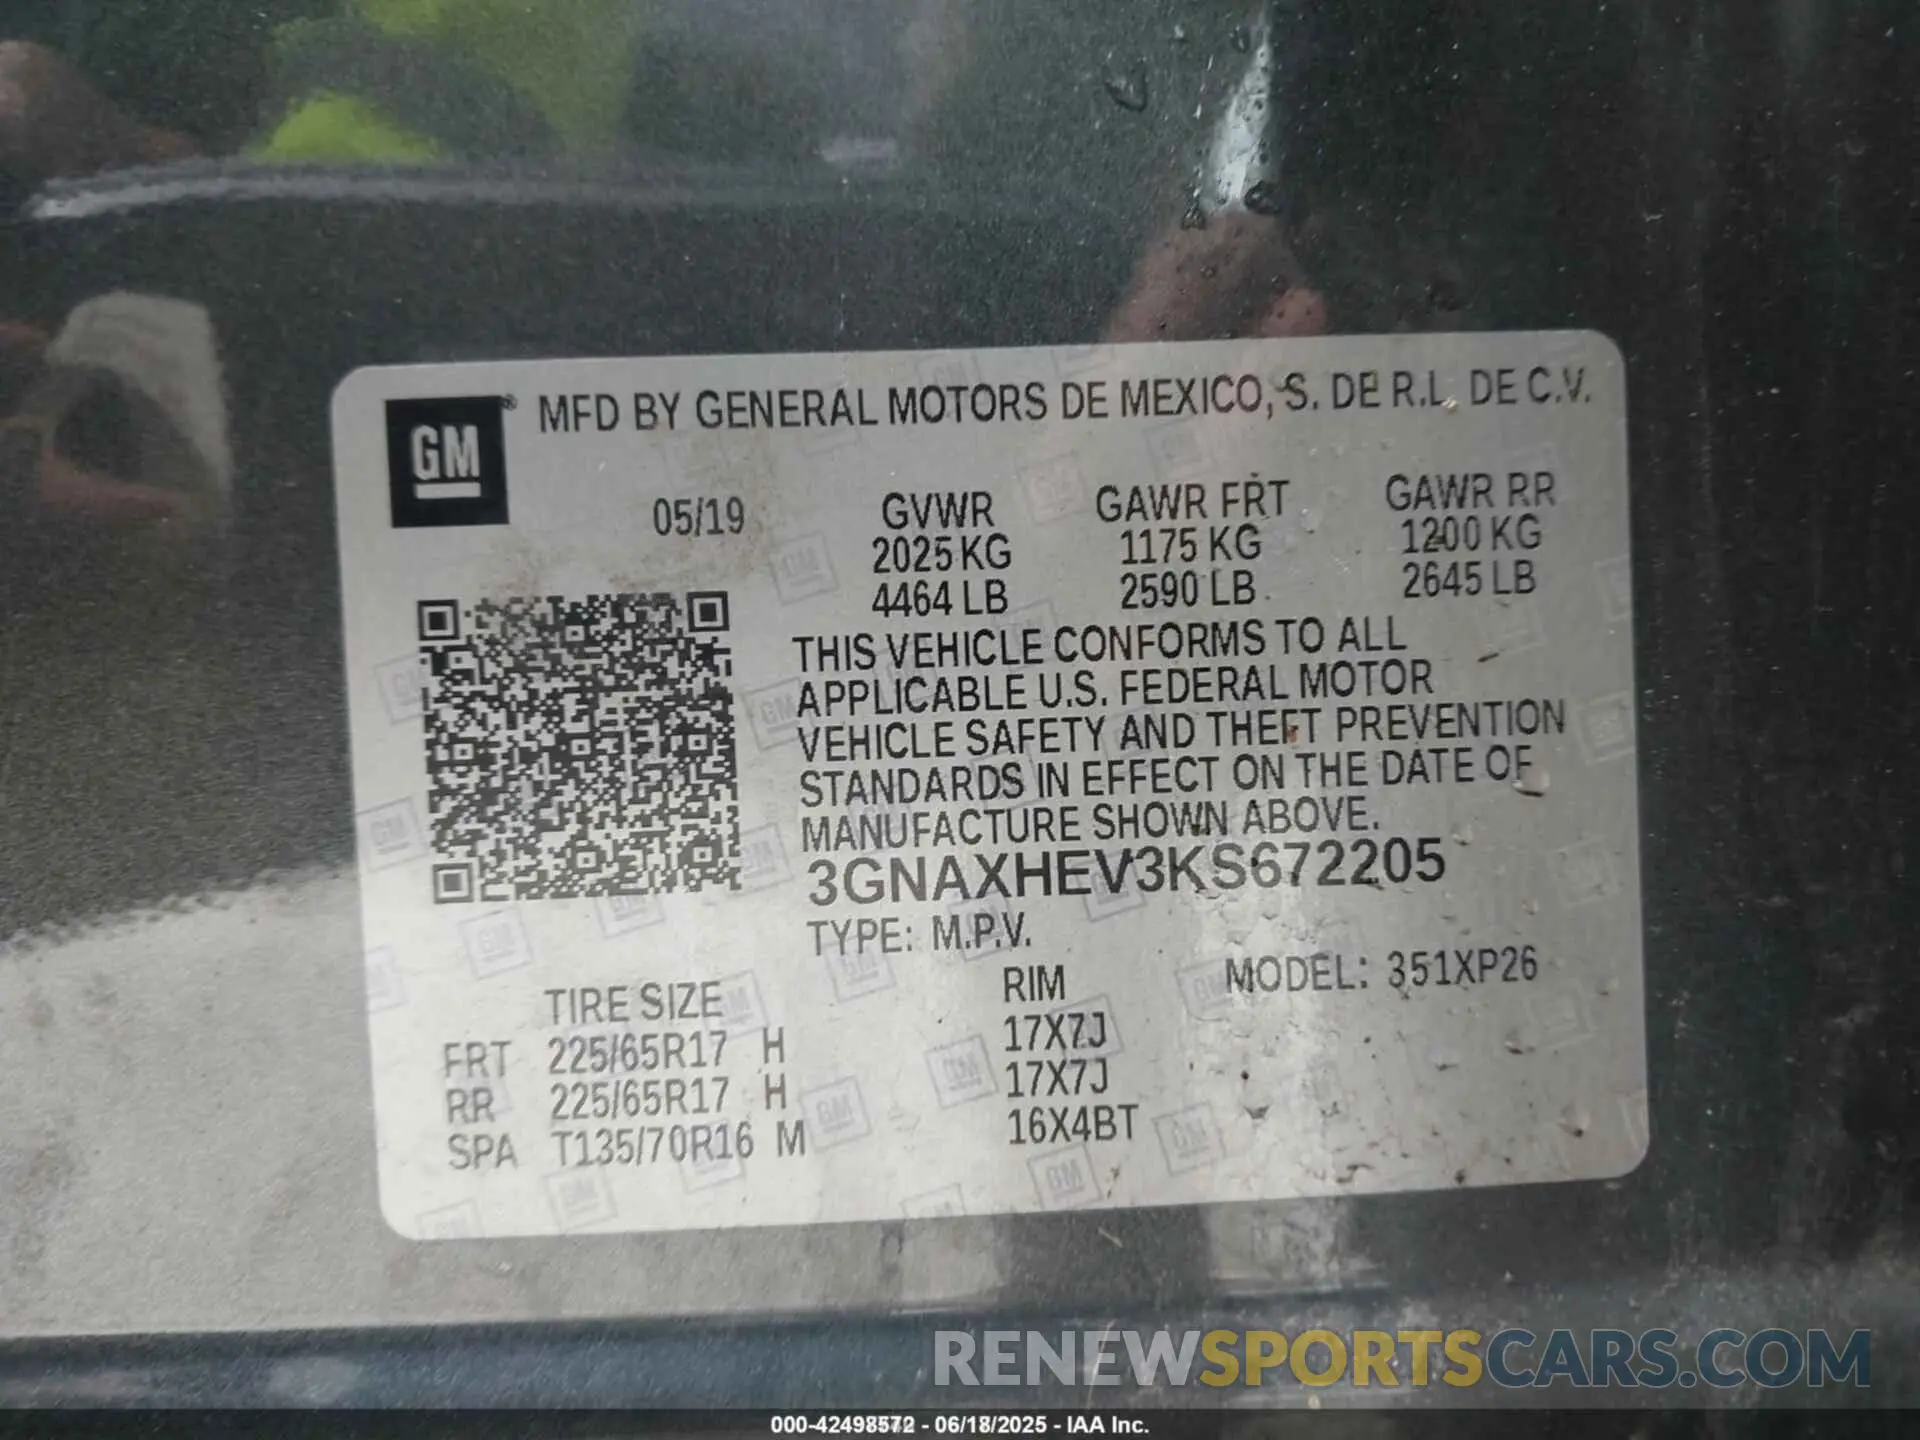 GM® MFD BY GENERAL MOTORS DE MEXICO, S. DE R.L. DE C.V.
05/19
GVWR GAWR FRT GAWR RR
2025 KG 1175 KG 1200 KG
4464 LB 2590 LB 2645 LB
THIS VEHICLE CONFORMS TO ALL
APPLICABLE U.S. FEDERAL MOTOR
VEHICLE SAFETY AND THEFT PREVENTION
STANDARDS IN EFFECT ON THE DATE OF
MANUFACTURE SHOWN ABOVE.
3GNAXHEV3KS672205
TYPE: M.P.V.
MODEL: 351XP26
TIRE SIZE RIM
FRT 225/65R17 H 17X7J
RR 225/65R17 H 17X7J
SPA T135/70R16 M 16X4BT
RENEWSPORTSCARS.COM
- 06/18/2025 - IAA Inc.